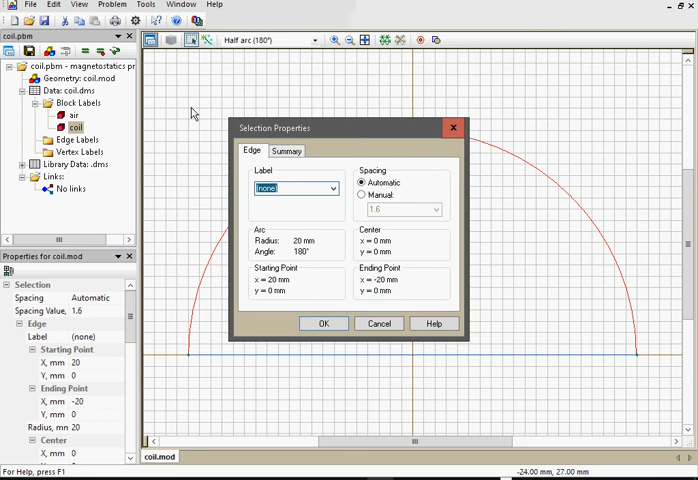 File Edit View Problem Tools Window Help
coil.pbm
Half arc (180°)
coil.pbm - magnetostatics pr
Geometry: coil.mod
Data: coil.dms
Block Labels
air
coil
Edge Labels
Vertex Labels
Library Data: .dms
Links:
No links
Properties for coil.mod
Selection
Spacing Automatic
Spacing Value, 1.6
Edge
Label (none)
Starting Point
X, mm 20
Y, mm 0
Ending Point
X, mm -20
Y, mm 0
Radius, mm 20
Center
X, mm 0
Selection Properties
Edge Summary
Label
[none]
Spacing
Automatic
Manual:
1.6
Arc
Radius: 20 mm
Angle: 180°
Center
x = 0 mm
y = 0 mm
Starting Point
x = 20 mm
y = 0 mm
Ending Point
x = -20 mm
y = 0 mm
OK Cancel Help
coil.mod
For Help, press F1
-24.00 mm, 27.00 mm